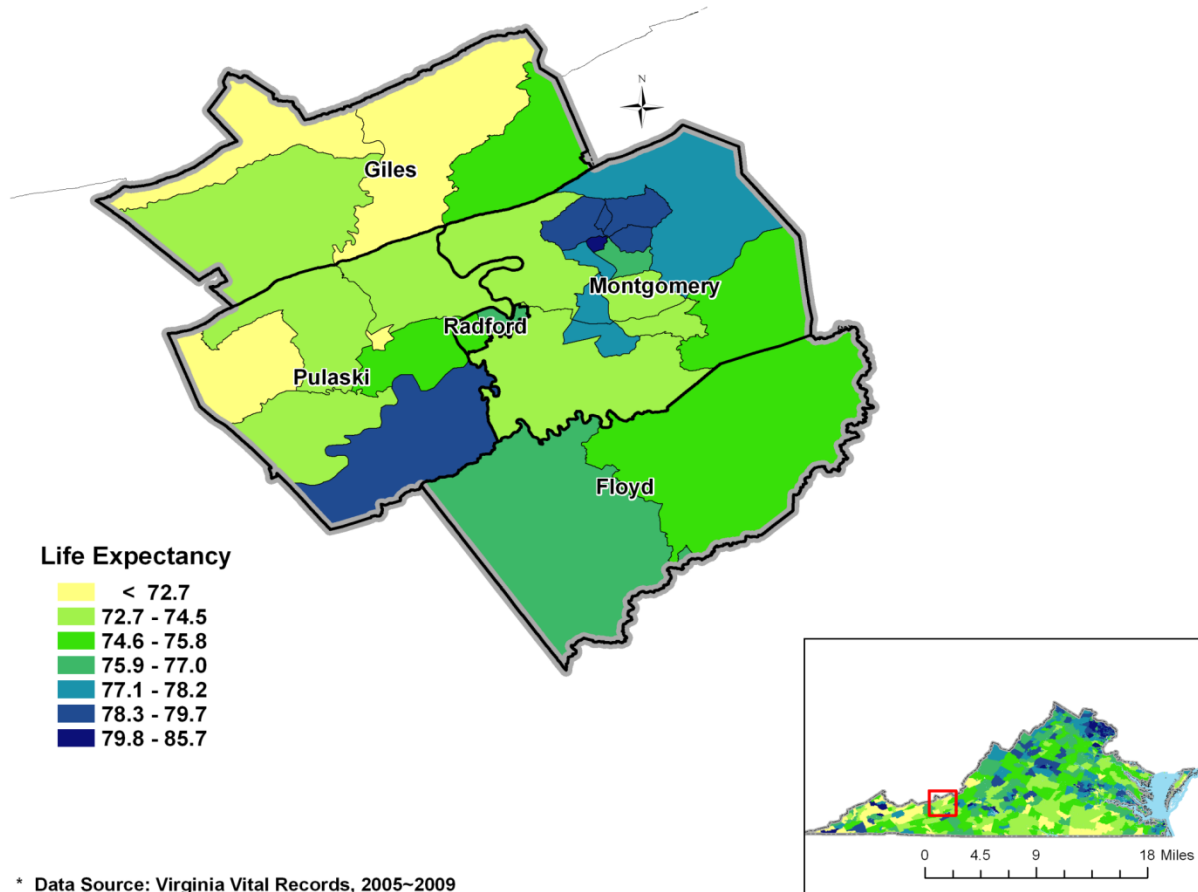 N
Giles
Montgomery
Radford
Pulaski
Floyd
Life Expectancy
< 72.7
72.7 - 74.5
74.6 - 75.8
75.9 - 77.0
77.1 - 78.2
78.3 - 79.7
79.8 - 85.7
0 4.5 9 18 Miles
* Data Source: Virginia Vital Records, 2005~2009